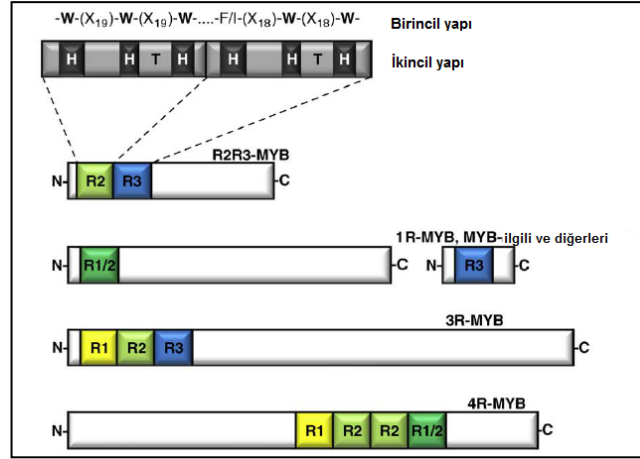 -W-(X₁₉)-W-(X₁₉)-W-....-F/I-(X₁₈)-W-(X₁₈)-W- Birincil yapı
H H T H H H T H İkincil yapı
R2R3-MYB
N- R2 R3 -C
1R-MYB, MYB-ilgili ve diğerleri
N- R1/2 -C N- R3 -C
3R-MYB
N- R1 R2 R3 -C
4R-MYB
N- R1 R2 R2 R1/2 -C